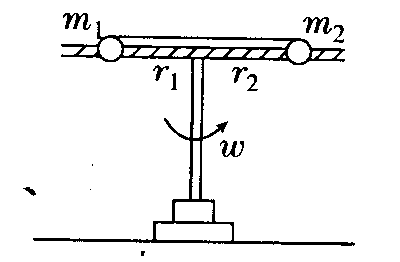 m₁ m₂
r₁ r₂
w